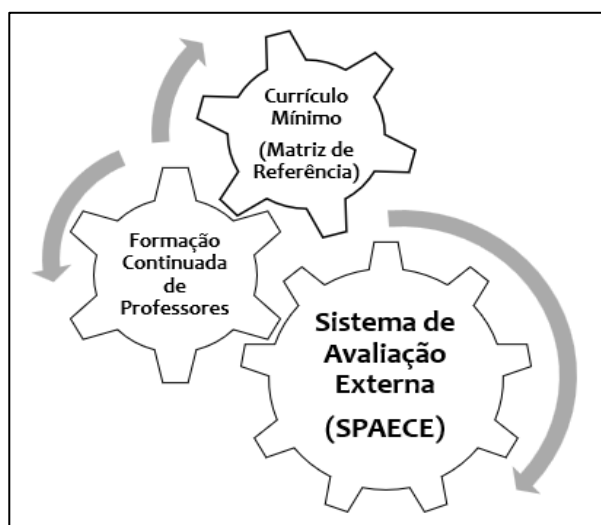 Currículo
Mínimo
(Matriz de
Referência)
Formação
Continuada
de
Professores
Sistema de
Avaliação
Externa
(SPAECE)